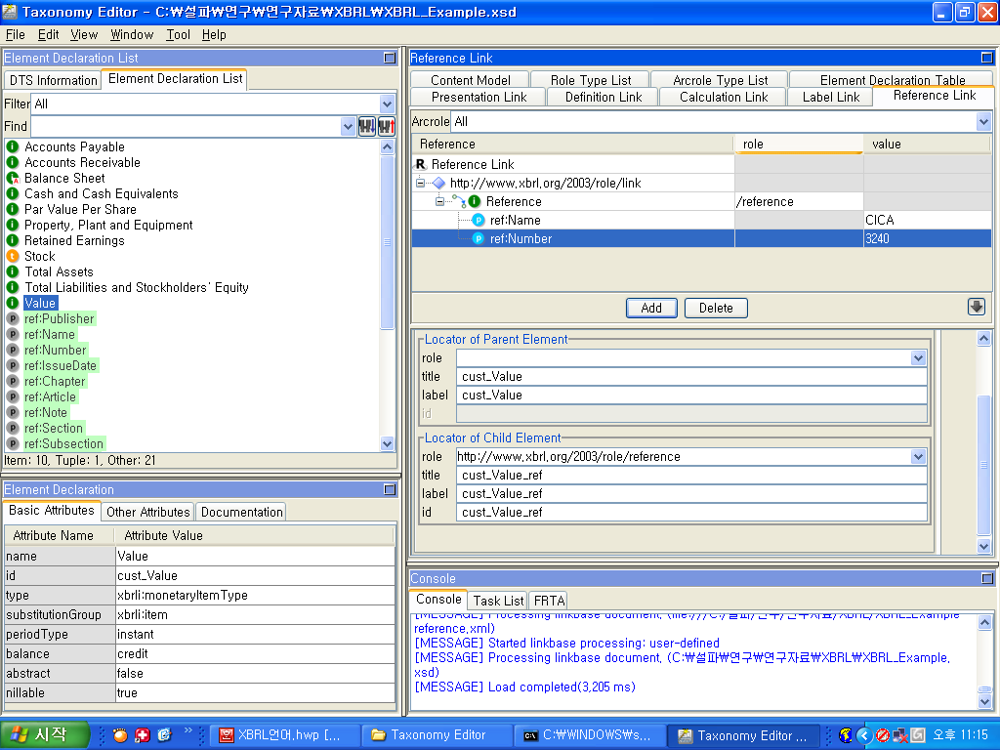 Taxonomy Editor - C:₩설파₩연구₩연구자료₩XBRL₩XBRL_Example.xsd
File Edit View Window Tool Help
Element Declaration List
DTS Information Element Declaration List
Filter All
Find
Accounts Payable
Accounts Receivable
Balance Sheet
Cash and Cash Equivalents
Par Value Per Share
Property, Plant and Equipment
Retained Earnings
Stock
Total Assets
Total Liabilities and Stockholders' Equity
Value
ref:Publisher
ref:Name
ref:Number
ref:IssueDate
ref:Chapter
ref:Article
ref:Note
ref:Section
ref:Subsection
Item: 10, Tuple: 1, Other: 21
Element Declaration
Basic Attributes Other Attributes Documentation
Attribute Name Attribute Value
name Value
id cust_Value
type xbrli:monetaryItemType
substitutionGroup xbrli:item
periodType instant
balance credit
abstract false
nillable true
Reference Link
Content Model Role Type List Arcrole Type List Element Declaration Table
Presentation Link Definition Link Calculation Link Label Link Reference Link
Arcrole All
Reference role value
R Reference Link
http://www.xbrl.org/2003/role/link
Reference /reference
ref:Name CICA
ref:Number 3240
Add Delete
Locator of Parent Element
role
title cust_Value
label cust_Value
id
Locator of Child Element
role http://www.xbrl.org/2003/role/reference
title cust_Value_ref
label cust_Value_ref
id cust_Value_ref
Console
Console Task List FRTA
[MESSAGE] Processing linkbase document. (file:///C:/설파/연구/연구자료/XBRL/XBRL_Example
reference.xml)
[MESSAGE] Started linkbase processing: user-defined
[MESSAGE] Processing linkbase document. (C:₩설파₩연구₩연구자료₩XBRL₩XBRL_Example.
xsd)
[MESSAGE] Load completed(3,205 ms)
시작 XBRL언어.hwp [... Taxonomy Editor C:₩WINDOWS₩s... Taxonomy Editor ... 오후 11:15